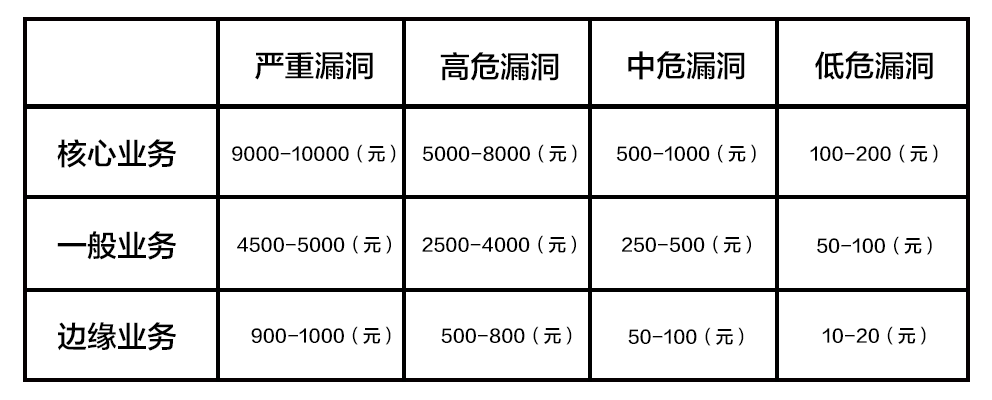 严重漏洞 高危漏洞 中危漏洞 低危漏洞
核心业务 9000-10000（元） 5000-8000（元） 500-1000（元） 100-200（元）
一般业务 4500-5000（元） 2500-4000（元） 250-500（元） 50-100（元）
边缘业务 900-1000（元） 500-800（元） 50-100（元） 10-20（元）